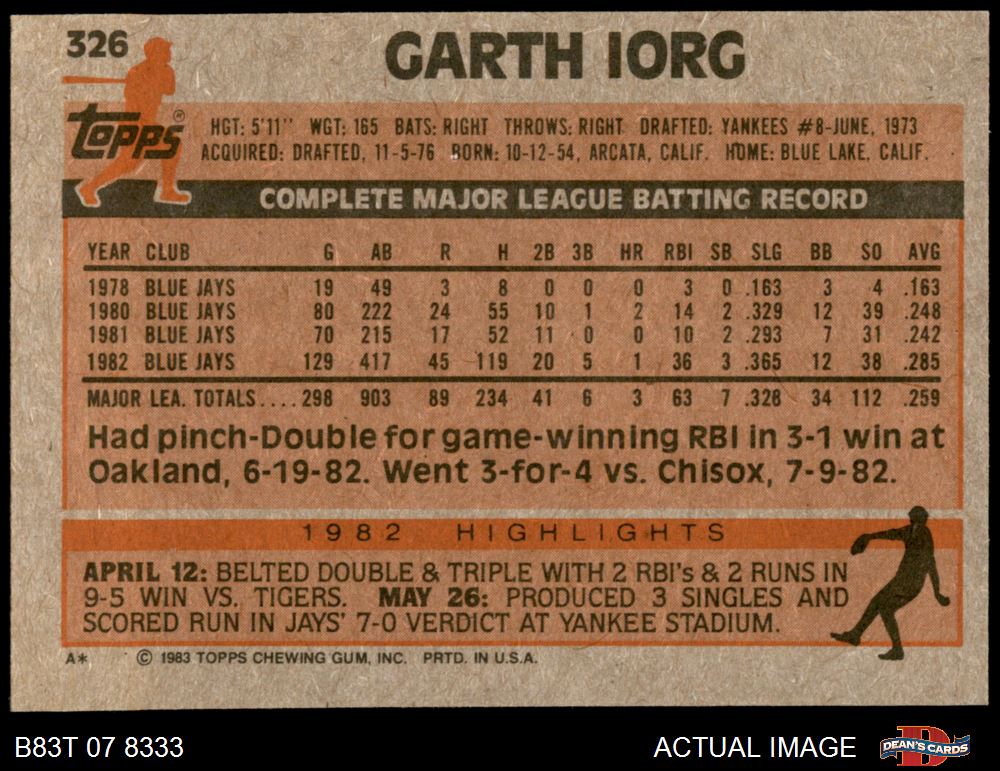 326
GARTH IORG
Topps®
HGT: 5'11" WGT: 165 BATS: RIGHT THROWS: RIGHT DRAFTED: YANKEES #8-JUNE, 1973
ACQUIRED: DRAFTED, 11-5-76 BORN: 10-12-54, ARCATA, CALIF. HOME: BLUE LAKE, CALIF.
COMPLETE MAJOR LEAGUE BATTING RECORD
YEAR CLUB G AB R H 2B 3B HR RBI SB SLG BB SO AVG
1978 BLUE JAYS 19 49 3 8 0 0 0 3 0 .163 3 4 .163
1980 BLUE JAYS 80 222 24 55 10 1 2 14 2 .329 12 39 .248
1981 BLUE JAYS 70 215 17 52 11 0 0 10 2 .293 7 31 .242
1982 BLUE JAYS 129 417 45 119 20 5 1 36 3 .365 12 38 .285
MAJOR LEA. TOTALS....298 903 89 234 41 6 3 63 7 .328 34 112 .259
Had pinch-Double for game-winning RBI in 3-1 win at
Oakland, 6-19-82. Went 3-for-4 vs. Chisox, 7-9-82.
1982 HIGHLIGHTS
APRIL 12: BELTED DOUBLE & TRIPLE WITH 2 RBI's & 2 RUNS IN
9-5 WIN VS. TIGERS. MAY 26: PRODUCED 3 SINGLES AND
SCORED RUN IN JAYS' 7-0 VERDICT AT YANKEE STADIUM.
A* © 1983 TOPPS CHEWING GUM, INC. PRTD. IN U.S.A.
B83T 07 8333
ACTUAL IMAGE
D
DEAN'S CARDS